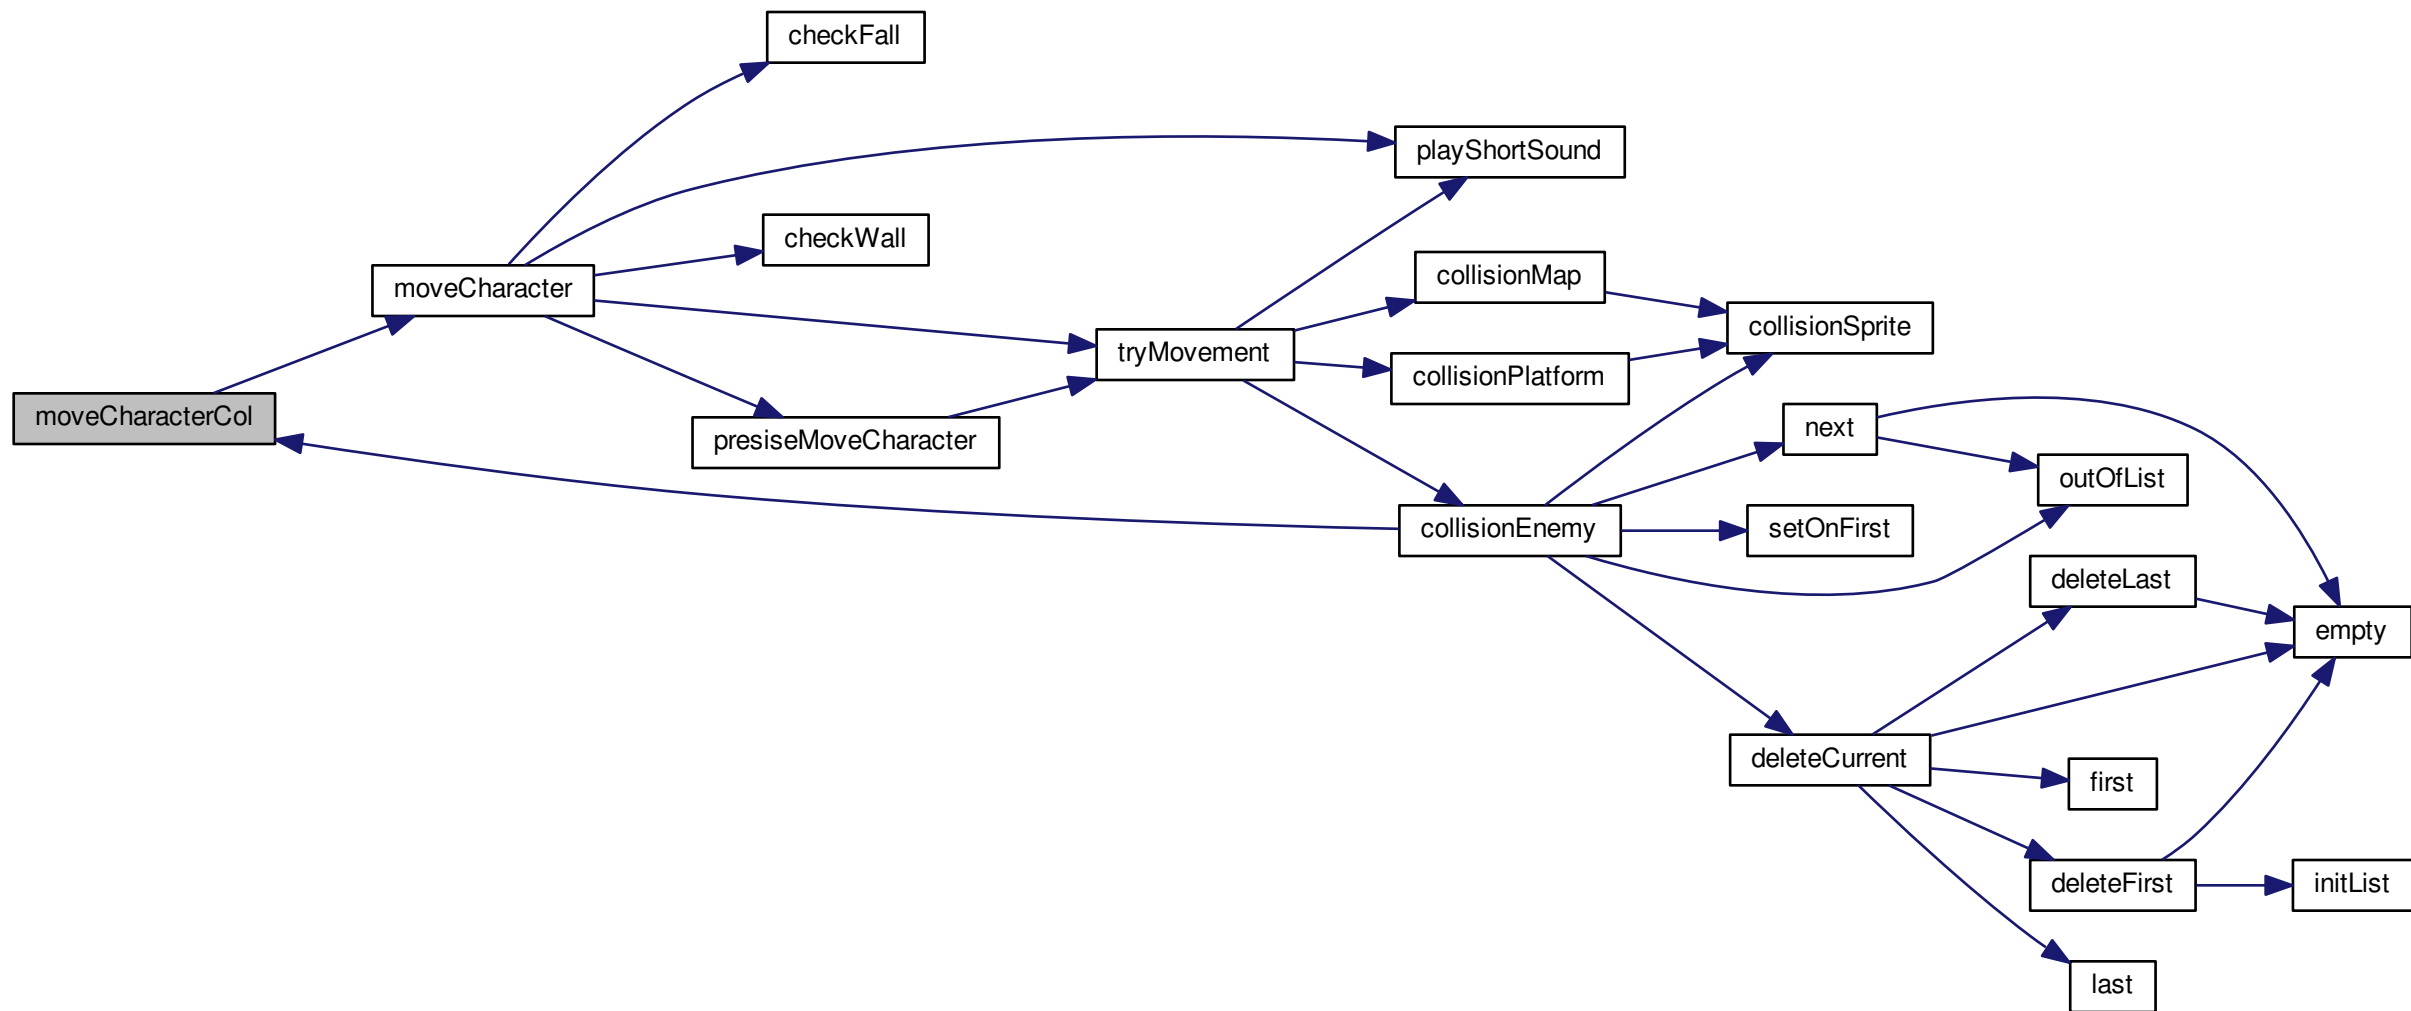 checkFall
playShortSound
checkWall
collisionMap
moveCharacter
collisionSprite
tryMovement
collisionPlatform
moveCharacterCol
next
presiseMoveCharacter
outOfList
collisionEnemy
setOnFirst
deleteLast
empty
deleteCurrent
first
deleteFirst
initList
last